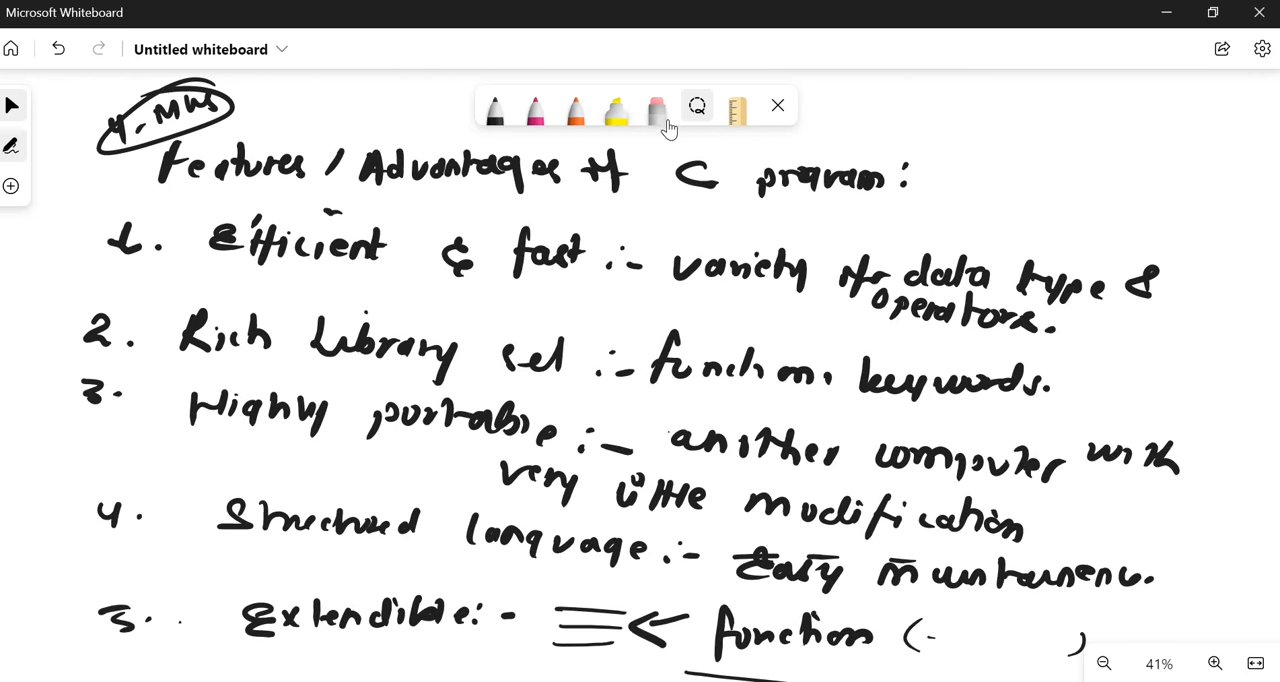 Microsoft Whiteboard
Untitled whiteboard
4. Mks
Features / Advantages of C program :
1. Efficient & fast :- variety of data type &
operators.
2. Rich Library set :- function, keywords.
3. Highly portable :- another computer with
very little modification
4. Structured language :- Easy maintanence.
5. Extendible :- function ( )
41%